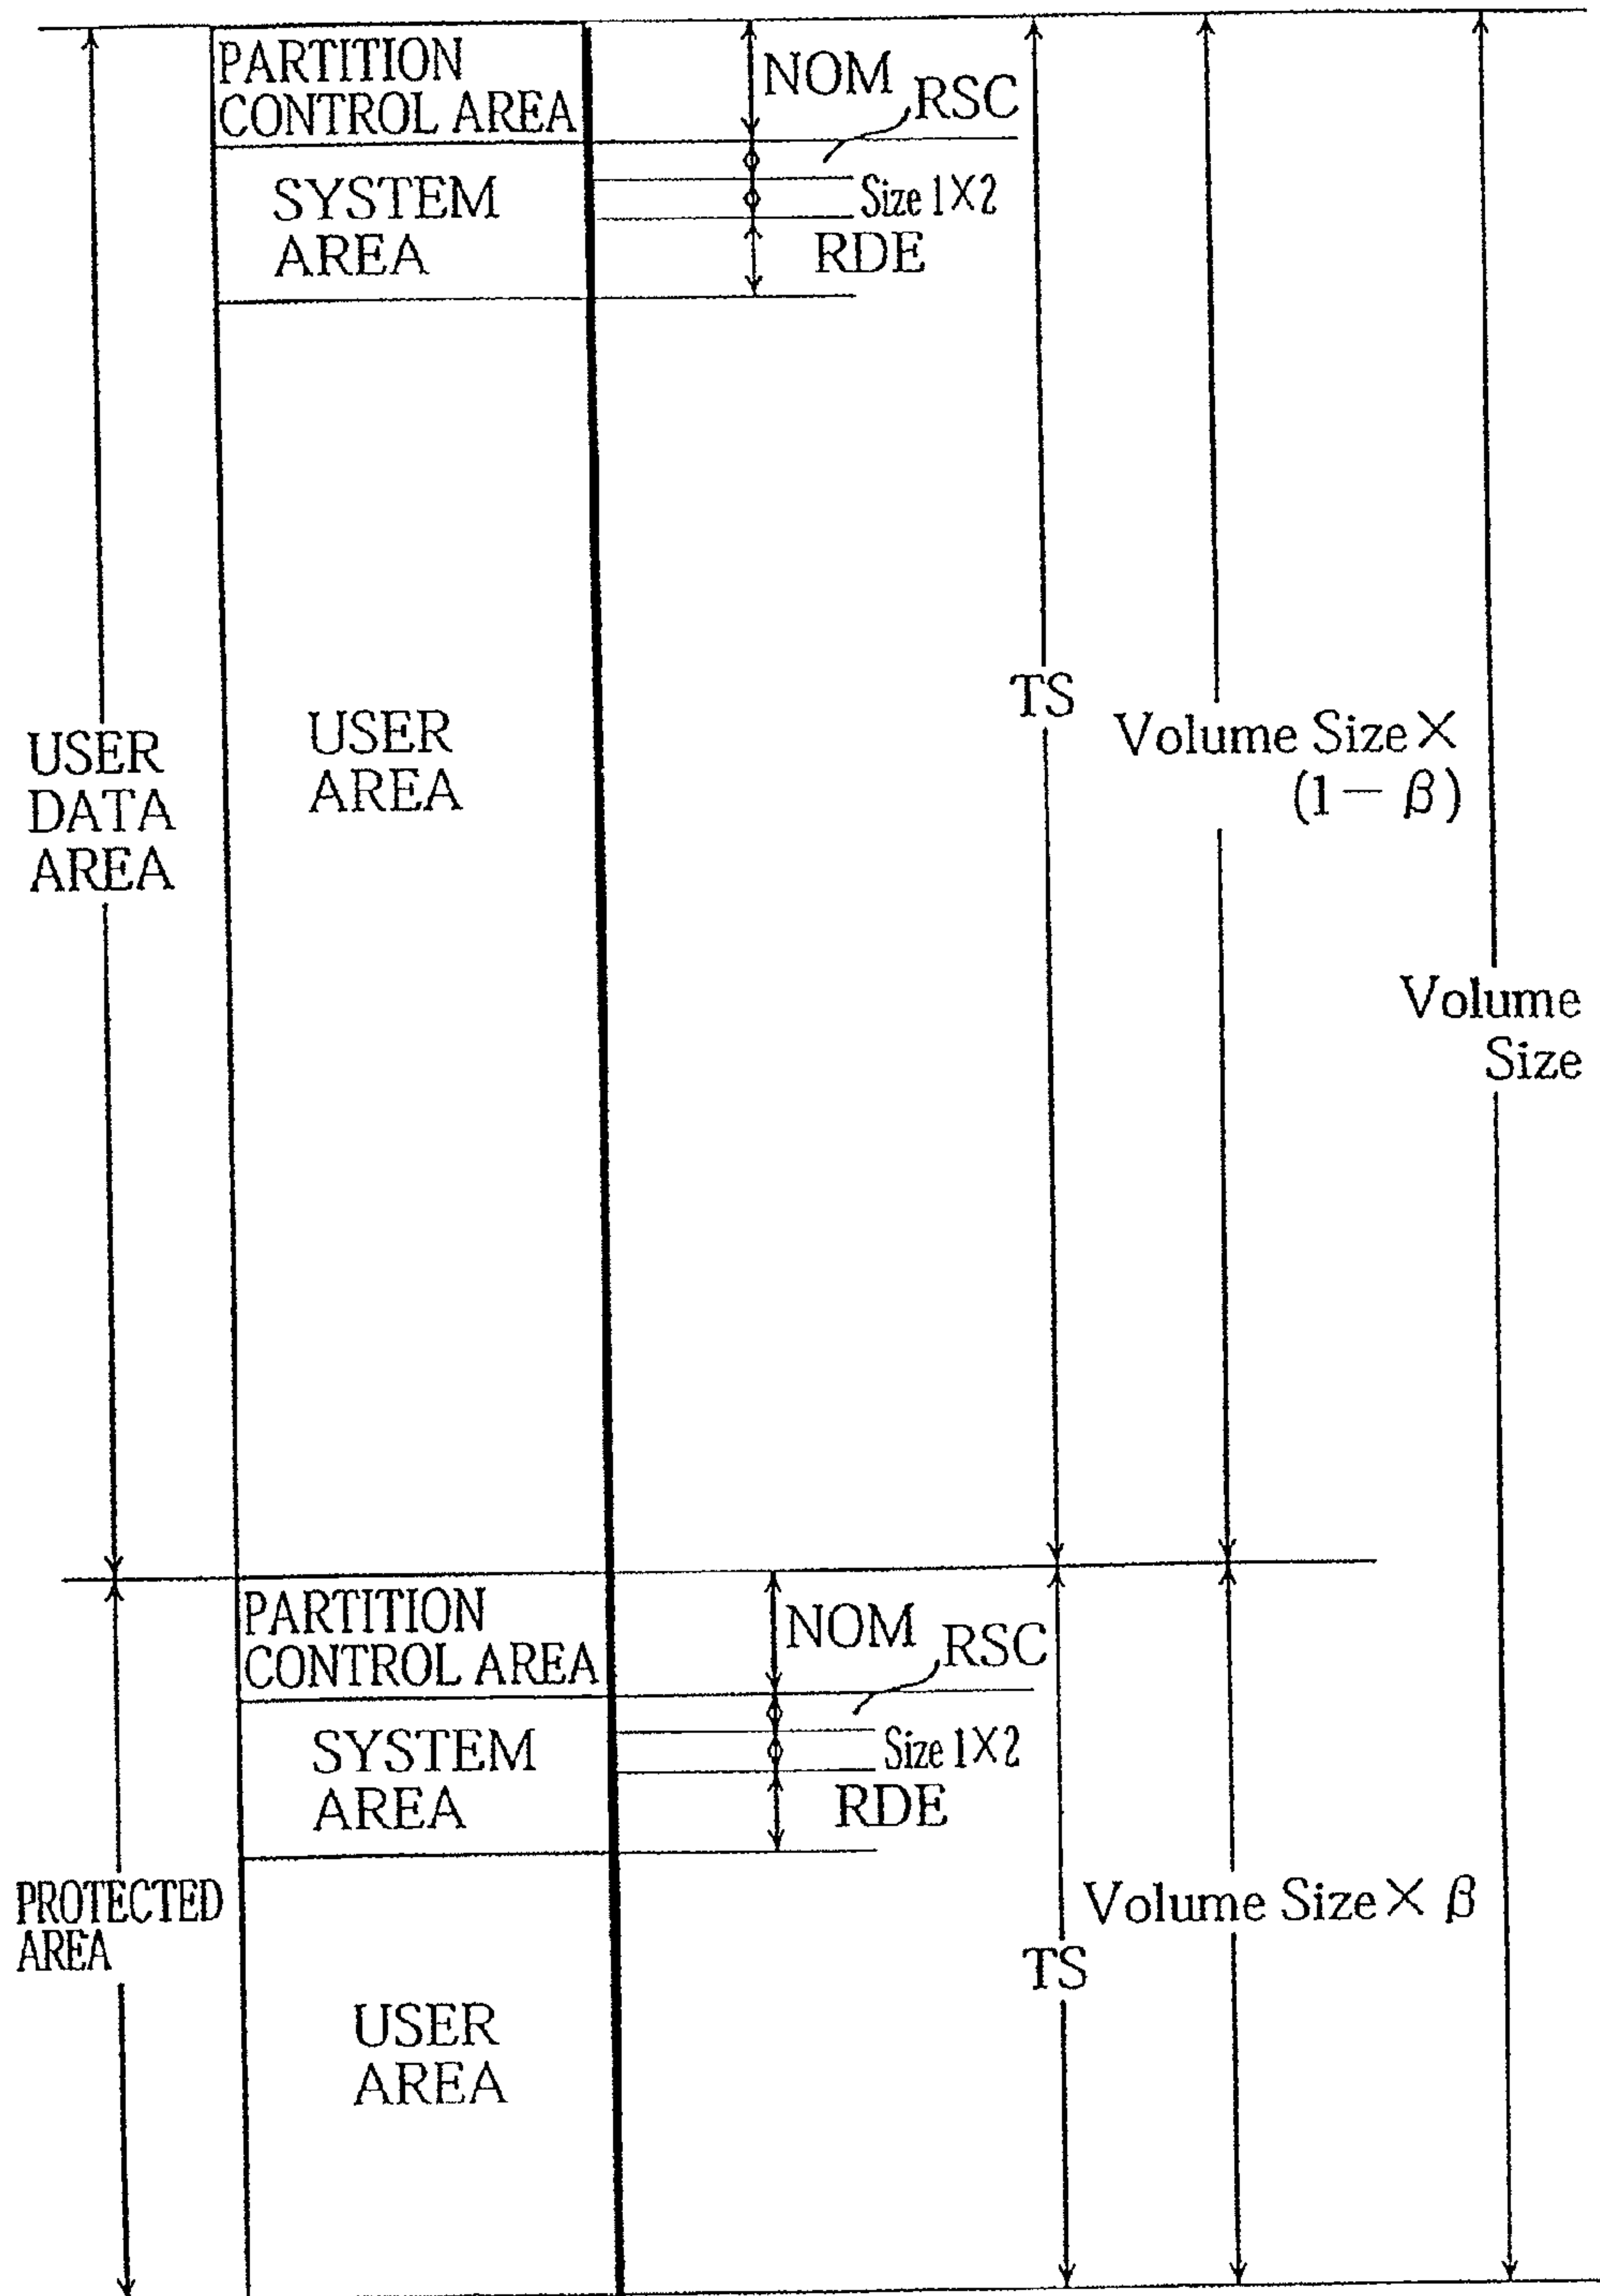 PARTITION
CONTROL AREA
NOM
RSC
SYSTEM
AREA
Size 1×2
RDE
USER
DATA
AREA
USER
AREA
TS
Volume Size×
(1− β)
Volume
Size
PARTITION
CONTROL AREA
NOM
RSC
SYSTEM
AREA
Size 1×2
RDE
PROTECTED
AREA
USER
AREA
TS
Volume Size× β